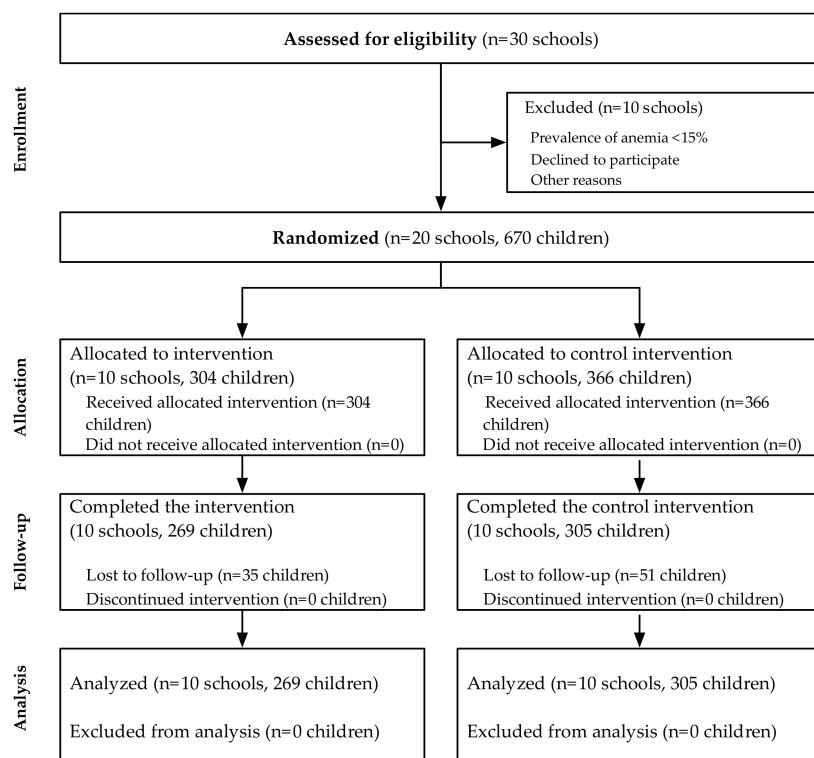 Assessed for eligibility (n=30 schools)
Enrollment
Excluded (n=10 schools)
Prevalence of anemia <15%
Declined to participate
Other reasons
Randomized (n=20 schools, 670 children)
Allocation
Allocated to intervention
(n=10 schools, 304 children)
Received allocated intervention (n=304
children)
Did not receive allocated intervention (n=0)
Allocated to control intervention
(n=10 schools, 366 children)
Received allocated intervention (n=366
children)
Did not receive allocated intervention (n=0)
Follow-up
Completed the intervention
(10 schools, 269 children)
Lost to follow-up (n=35 children)
Discontinued intervention (n=0 children)
Completed the control intervention
(10 schools, 305 children)
Lost to follow-up (n=51 children)
Discontinued intervention (n=0 children)
Analysis
Analyzed (n=10 schools, 269 children)
Excluded from analysis (n=0 children)
Analyzed (n=10 schools, 305 children)
Excluded from analysis (n=0 children)